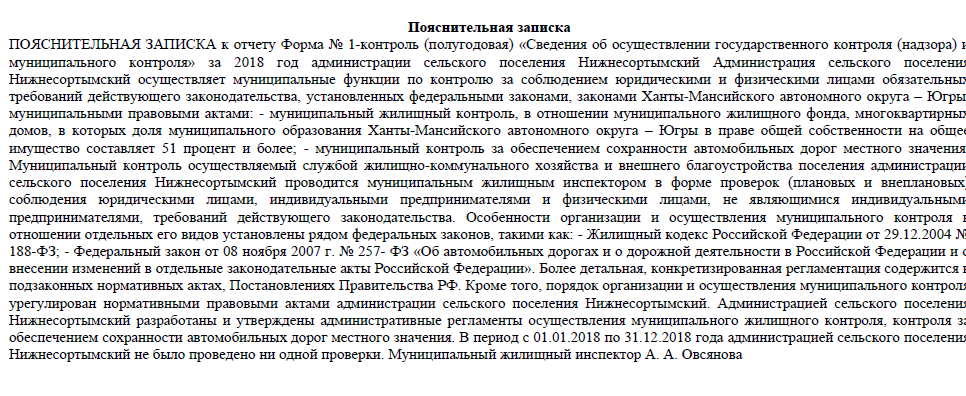 Пояснительная записка
ПОЯСНИТЕЛЬНАЯ ЗАПИСКА к отчету Форма № 1-контроль (полугодовая) «Сведения об осуществлении государственного контроля (надзора) и
муниципального контроля» за 2018 год администрации сельского поселения Нижнесортымский Администрация сельского поселения
Нижнесортымский осуществляет муниципальные функции по контролю за соблюдением юридическими и физическими лицами обязательных
требований действующего законодательства, установленных федеральными законами, законами Ханты-Мансийского автономного округа – Югры,
муниципальными правовыми актами: - муниципальный жилищный контроль, в отношении муниципального жилищного фонда, многоквартирных
домов, в которых доля муниципального образования Ханты-Мансийского автономного округа – Югры в праве общей собственности на общее
имущество составляет 51 процент и более; - муниципальный контроль за обеспечением сохранности автомобильных дорог местного значения.
Муниципальный контроль осуществляемый службой жилищно-коммунального хозяйства и внешнего благоустройства поселения администрации
сельского поселения Нижнесортымский проводится муниципальным жилищным инспектором в форме проверок (плановых и внеплановых)
соблюдения юридическими лицами, индивидуальными предпринимателями и физическими лицами, не являющимися индивидуальными
предпринимателями, требований действующего законодательства. Особенности организации и осуществления муниципального контроля в
отношении отдельных его видов установлены рядом федеральных законов, такими как: - Жилищный кодекс Российской Федерации от 29.12.2004 №
188-ФЗ; - Федеральный закон от 08 ноября 2007 г. № 257- ФЗ «Об автомобильных дорогах и о дорожной деятельности в Российской Федерации и о
внесении изменений в отдельные законодательные акты Российской Федерации». Более детальная, конкретизированная регламентация содержится в
подзаконных нормативных актах, Постановлениях Правительства РФ. Кроме того, порядок организации и осуществления муниципального контроля
урегулирован нормативными правовыми актами администрации сельского поселения Нижнесортымский. Администрацией сельского поселения
Нижнесортымский разработаны и утверждены административные регламенты осуществления муниципального жилищного контроля, контроля за
обеспечением сохранности автомобильных дорог местного значения. В период с 01.01.2018 по 31.12.2018 года администрацией сельского поселения
Нижнесортымский не было проведено ни одной проверки. Муниципальный жилищный инспектор А. А. Овсянова